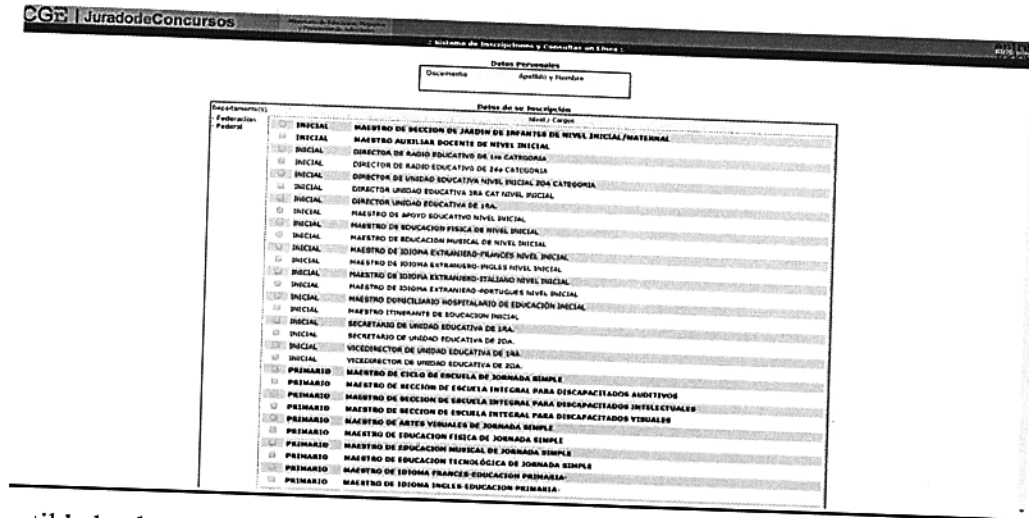 CGE | JuradodeConcursos
Ministerio de Educación, Deportes
y Prevención de Adicciones
.: Sistema de Inscripciones y Consultas en Línea :.
Datos Personales
Documento Apellido y Nombre
Datos de su Inscripción
Departamento(s) Nivel / Cargos
- Federacion
- Federal
INICIAL MAESTRO DE SECCION DE JARDIN DE INFANTES DE NIVEL INICIAL/MATERNAL
INICIAL MAESTRO AUXILIAR DOCENTE DE NIVEL INICIAL
INICIAL DIRECTOR DE RADIO EDUCATIVO DE 1ra CATEGORIA
INICIAL DIRECTOR DE RADIO EDUCATIVO DE 2da CATEGORIA
INICIAL DIRECTOR DE UNIDAD EDUCATIVA NIVEL INICIAL 2DA CATEGORIA
INICIAL DIRECTOR UNIDAD EDUCATIVA 3RA CAT NIVEL INICIAL
INICIAL DIRECTOR UNIDAD EDUCATIVA DE 1RA.
INICIAL MAESTRO DE APOYO EDUCATIVO NIVEL INICIAL
INICIAL MAESTRO DE EDUCACION FISICA DE NIVEL INICIAL
INICIAL MAESTRO DE EDUCACION MUSICAL DE NIVEL INICIAL
INICIAL MAESTRO DE IDIOMA EXTRANJERO-FRANCES NIVEL INICIAL
INICIAL MAESTRO DE IDIOMA EXTRANJERO-INGLES NIVEL INICIAL
INICIAL MAESTRO DE IDIOMA EXTRANJERO-ITALIANO NIVEL INICIAL
INICIAL MAESTRO DE IDIOMA EXTRANJERO-PORTUGUES NIVEL INICIAL
INICIAL MAESTRO DOMICILIARIO HOSPITALARIO DE EDUCACIÓN INICIAL
INICIAL MAESTRO ITINERANTE DE EDUCACION INICIAL
INICIAL SECRETARIO DE UNIDAD EDUCATIVA DE 1RA.
INICIAL SECRETARIO DE UNIDAD EDUCATIVA DE 2DA.
INICIAL VICEDIRECTOR DE UNIDAD EDUCATIVA DE 1RA.
INICIAL VICEDIRECTOR DE UNIDAD EDUCATIVA DE 2DA.
PRIMARIO MAESTRO DE CICLO DE ESCUELA DE JORNADA SIMPLE
PRIMARIO MAESTRO DE SECCION DE ESCUELA INTEGRAL PARA DISCAPACITADOS AUDITIVOS
PRIMARIO MAESTRO DE SECCION DE ESCUELA INTEGRAL PARA DISCAPACITADOS INTELECTUALES
PRIMARIO MAESTRO DE SECCION DE ESCUELA INTEGRAL PARA DISCAPACITADOS VISUALES
PRIMARIO MAESTRO DE ARTES VISUALES DE JORNADA SIMPLE
PRIMARIO MAESTRO DE EDUCACION FISICA DE JORNADA SIMPLE
PRIMARIO MAESTRO DE EDUCACION MUSICAL DE JORNADA SIMPLE
PRIMARIO MAESTRO DE EDUCACION TECNOLÓGICA DE JORNADA SIMPLE
PRIMARIO MAESTRO DE IDIOMA FRANCES-EDUCACION PRIMARIA-
PRIMARIO MAESTRO DE IDIOMA INGLES-EDUCACION PRIMARIA-